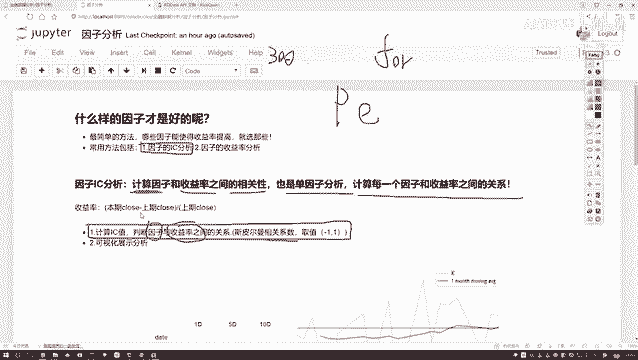 jupyter 因子分析 Last Checkpoint: an hour ago (autosaved)
Logout
File Edit View Insert Cell Kernel Widgets Help
Trusted
Run
Code
300 for
Pe
什么样的因子才是好的呢？
最简单的方法，哪些因子能使得收益率提高，就选那些！
常用方法包括：1.因子的IC分析 2.因子的收益率分析
因子IC分析：计算因子和收益率之间的相关性，也是单因子分析，计算每一个因子和之间的关系！
收益率：(本期close-上期close)/(上期close)
1.计算IC值，判断因子与收益率之间的关系.(斯皮尔曼相关系数，取值（-1,1）)
2.可视化展示分析
IC
1 month moving avg
1D 5D 10D
date